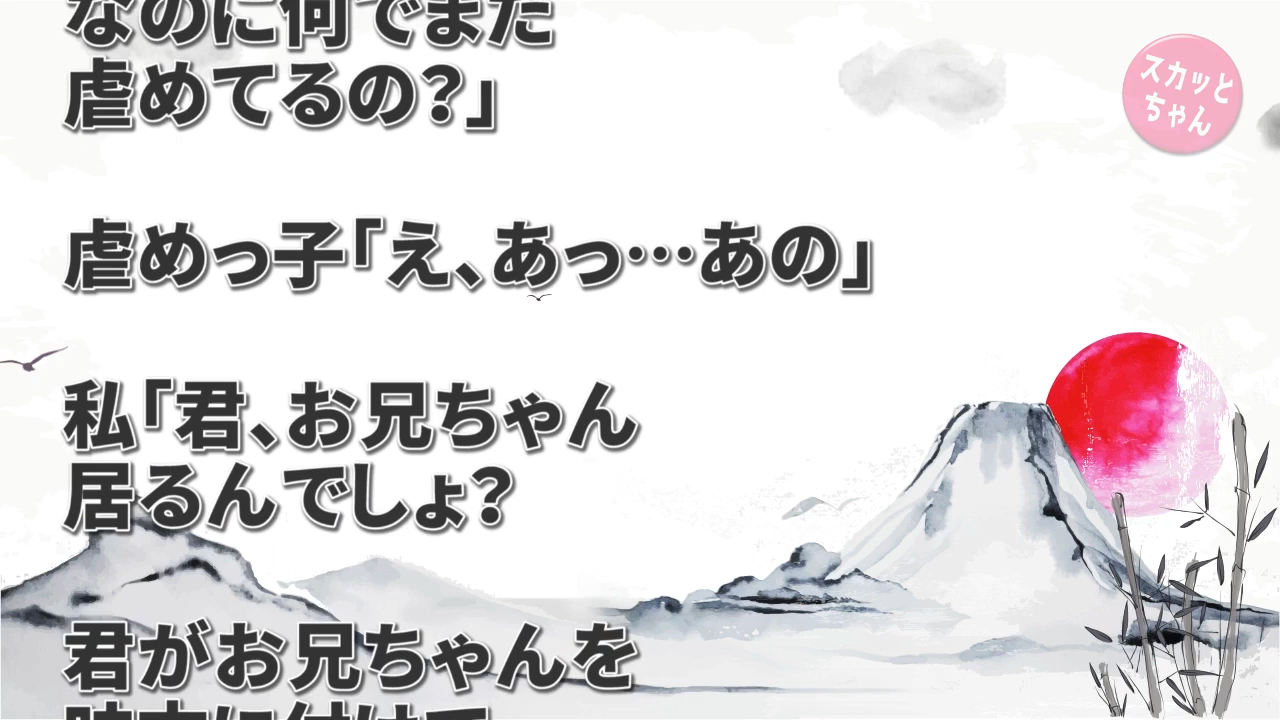 なのに何でまた
虐めてるの？」
スカッと
ちゃん
虐めっ子「え、あっ…あの」
私「君、お兄ちゃん
居るんでしょ？
君がお兄ちゃんを